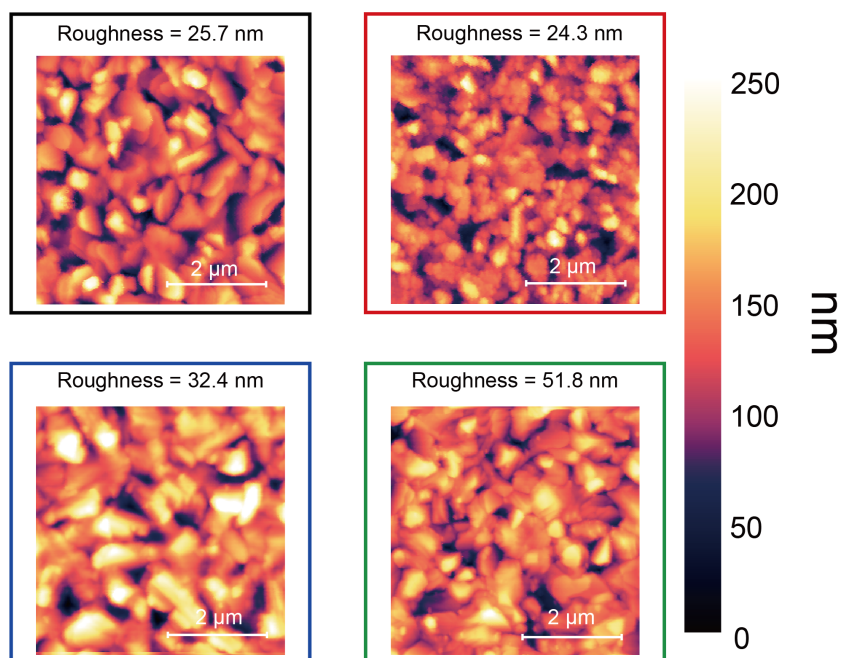 Roughness = 25.7 nm
2 µm
Roughness = 24.3 nm
2 µm
Roughness = 32.4 nm
2 µm
Roughness = 51.8 nm
2 µm
250
200
150
100
50
0
nm